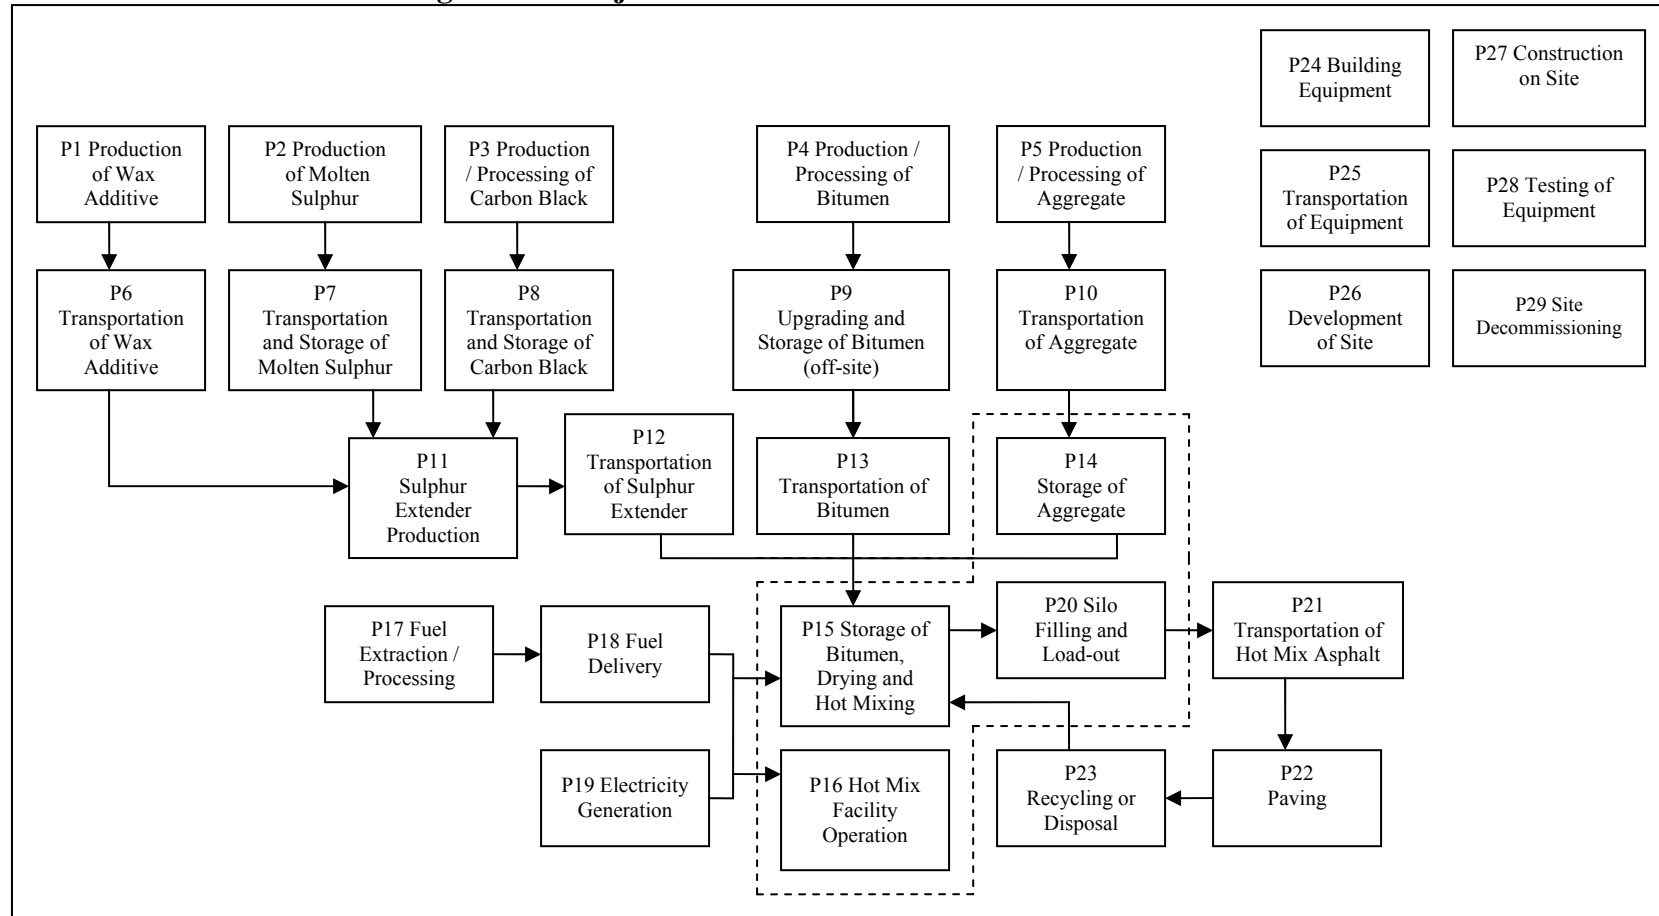 P24 Building
Equipment
P27 Construction
on Site
P1 Production
of Wax
Additive
P2 Production
of Molten
Sulphur
P3 Production
/ Processing of
Carbon Black
P4 Production /
Processing of
Bitumen
P5 Production
/ Processing of
Aggregate
P25
Transportation
of Equipment
P28 Testing of
Equipment
P6
Transportation
of Wax
Additive
P7
Transportation
and Storage of
Molten Sulphur
P8
Transportation
and Storage of
Carbon Black
P9
Upgrading and
Storage of Bitumen
(off-site)
P10
Transportation
of Aggregate
P26
Development
of Site
P29 Site
Decommissioning
P11
Sulphur
Extender
Production
P12
Transportation
of Sulphur
Extender
P13
Transportation of
Bitumen
P14
Storage of
Aggregate
P17 Fuel
Extraction /
Processing
P18 Fuel
Delivery
P15 Storage of
Bitumen,
Drying and
Hot Mixing
P20 Silo
Filling and
Load-out
P21
Transportation of
Hot Mix Asphalt
P19 Electricity
Generation
P16 Hot Mix
Facility
Operation
P23
Recycling or
Disposal
P22
Paving